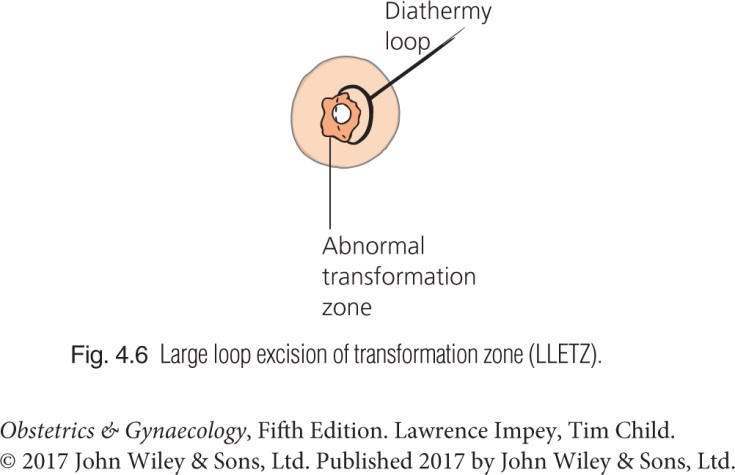 Diathermy
loop
Abnormal
transformation
zone
Fig. 4.6 Large loop excision of transformation zone (LLETZ).
Obstetrics & Gynaecology, Fifth Edition. Lawrence Impey, Tim Child.
© 2017 John Wiley & Sons, Ltd. Published 2017 by John Wiley & Sons, Ltd.